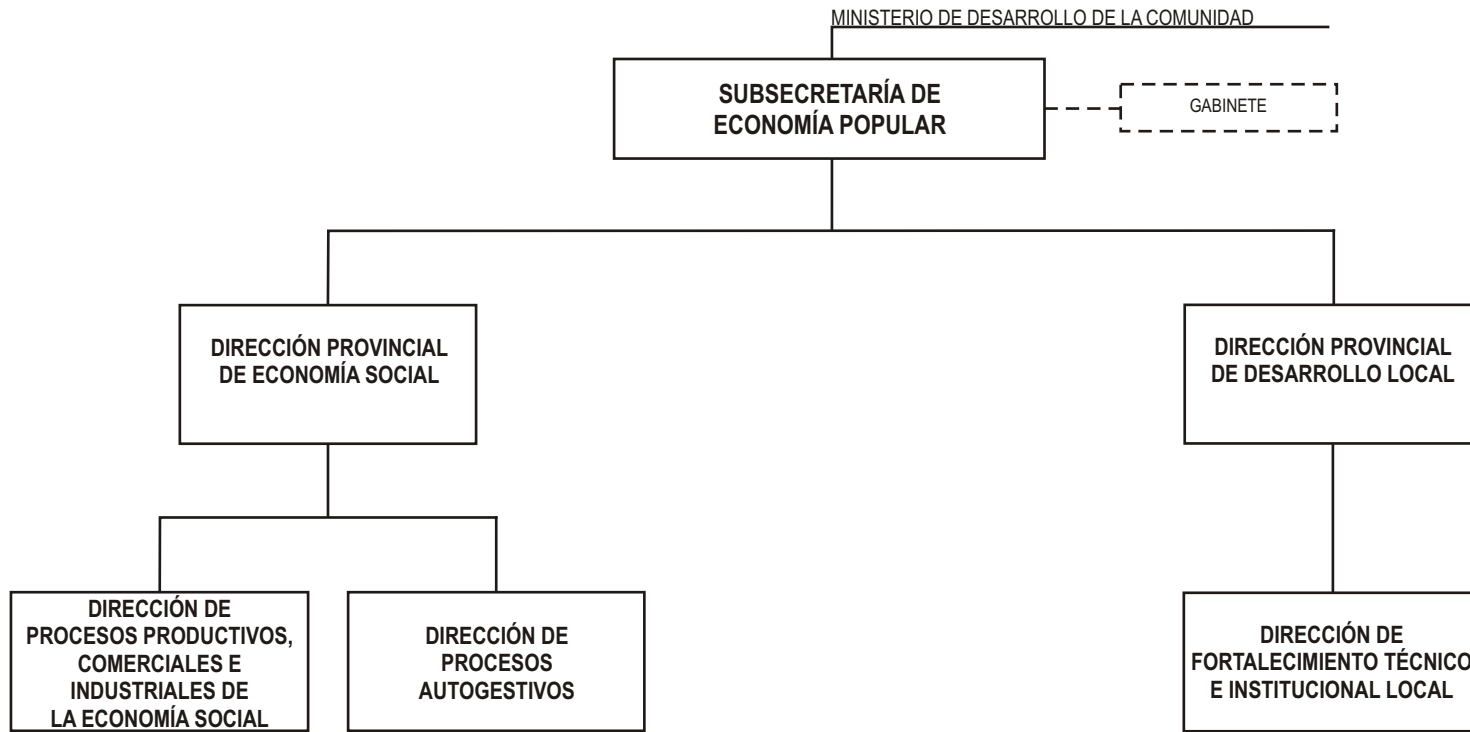 MINISTERIO DE DESARROLLO DE LA COMUNIDAD
SUBSECRETARÍA DE
ECONOMÍA POPULAR
GABINETE
DIRECCIÓN PROVINCIAL
DE ECONOMÍA SOCIAL
DIRECCIÓN PROVINCIAL
DE DESARROLLO LOCAL
DIRECCIÓN DE
PROCESOS PRODUCTIVOS,
COMERCIALES E
INDUSTRIALES DE
LA ECONOMÍA SOCIAL
DIRECCIÓN DE
PROCESOS
AUTOGESTIVOS
DIRECCIÓN DE
FORTALECIMIENTO TÉCNICO
E INSTITUCIONAL LOCAL